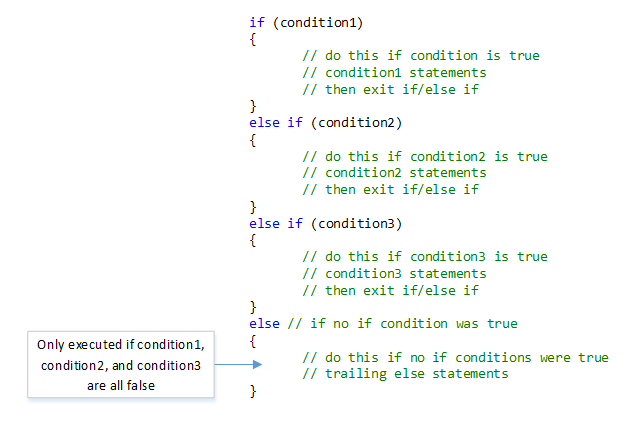 if (condition1)
{
// do this if condition is true
// condition1 statements
// then exit if/else if
}
else if (condition2)
{
// do this if condition2 is true
// condition2 statements
// then exit if/else if
}
else if (condition3)
{
// do this if condition3 is true
// condition3 statements
// then exit if/else if
}
else // if no if condition was true
{
Only executed if condition1,
condition2, and condition3
are all false
// do this if no if conditions were true
// trailing else statements
}